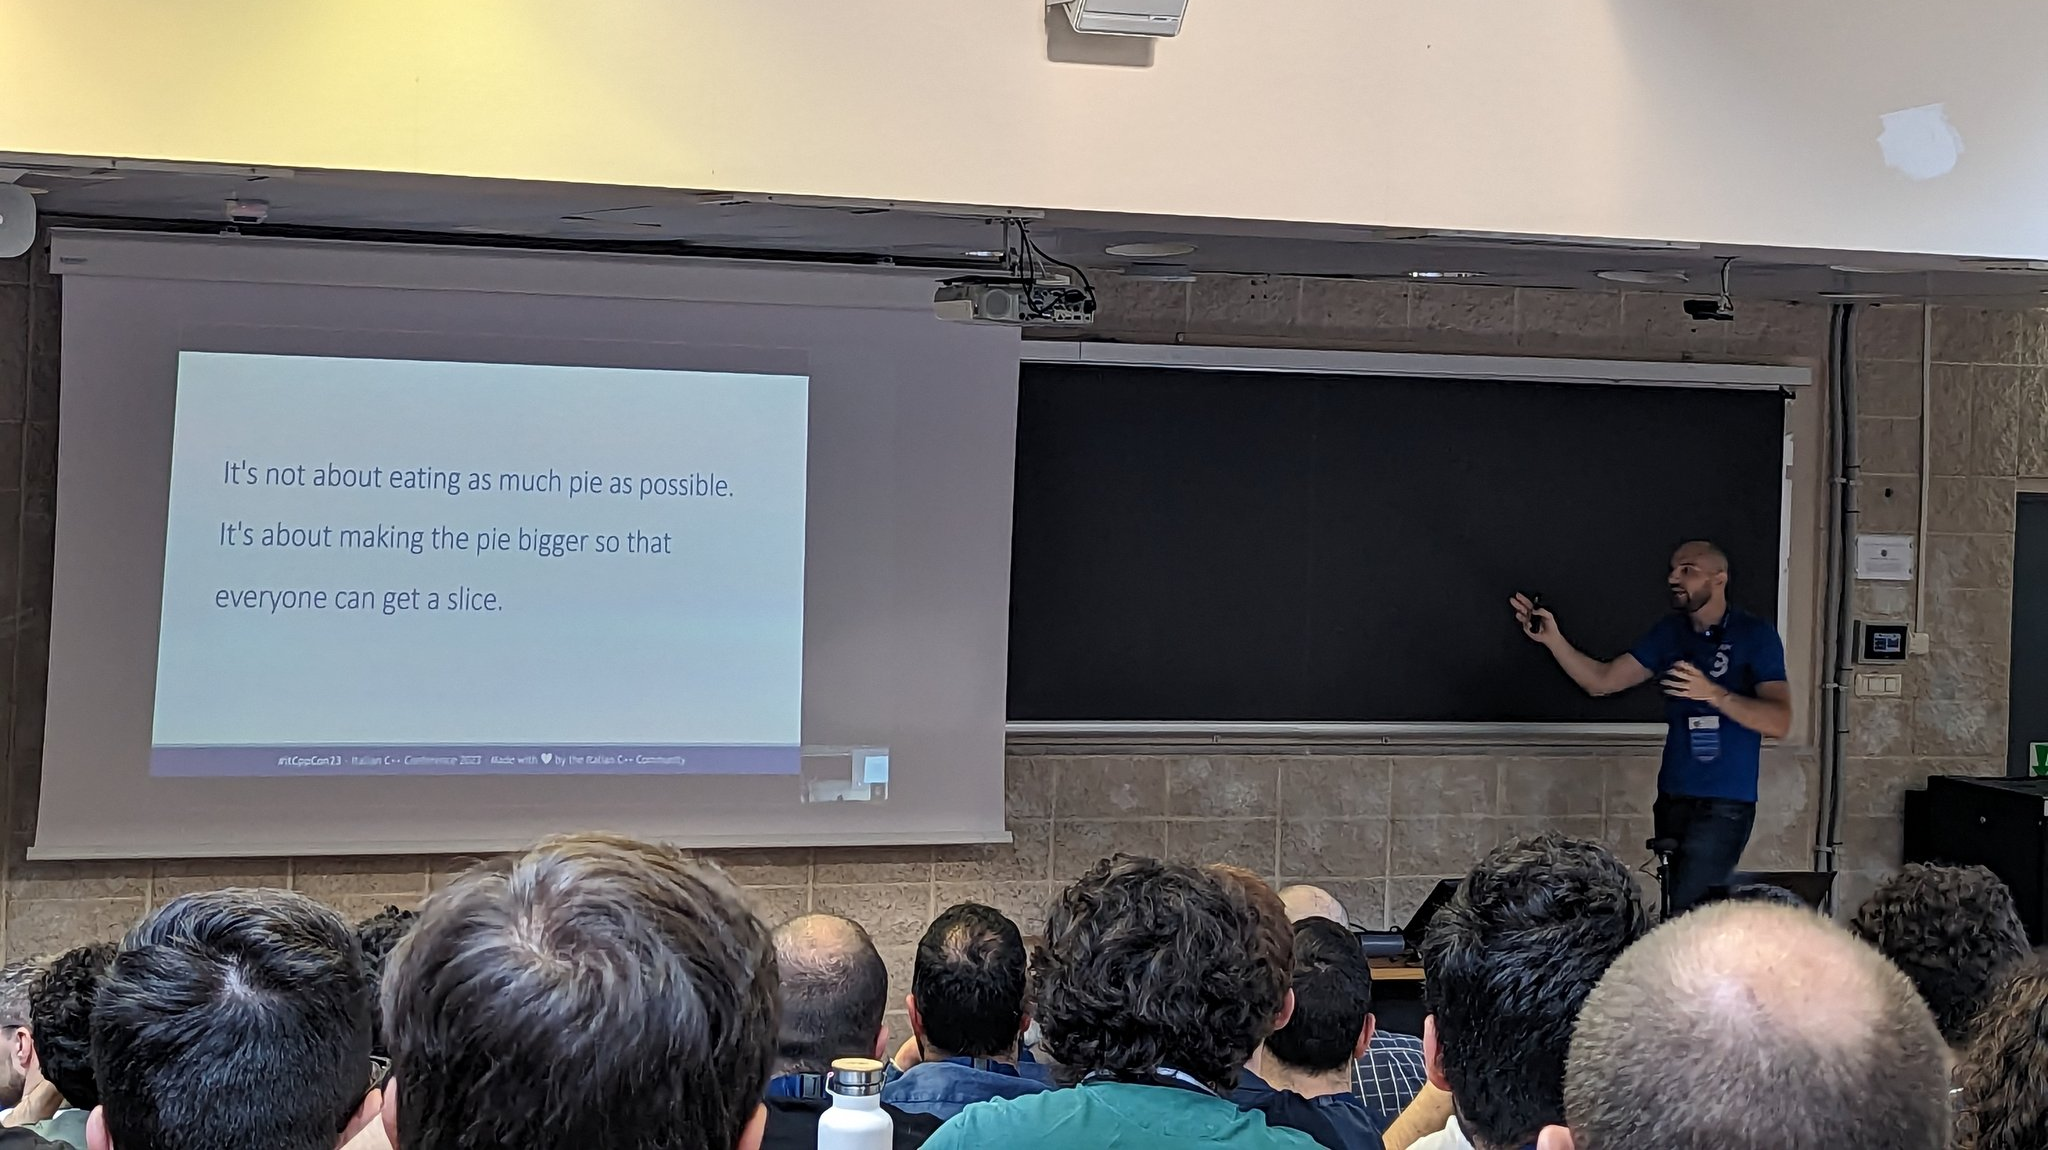 It's not about eating as much pie as possible.
It's about making the pie bigger so that
everyone can get a slice.
#itCppCon23 - Italian C++ Conference 2023 - Made with by the Italian C++ Community